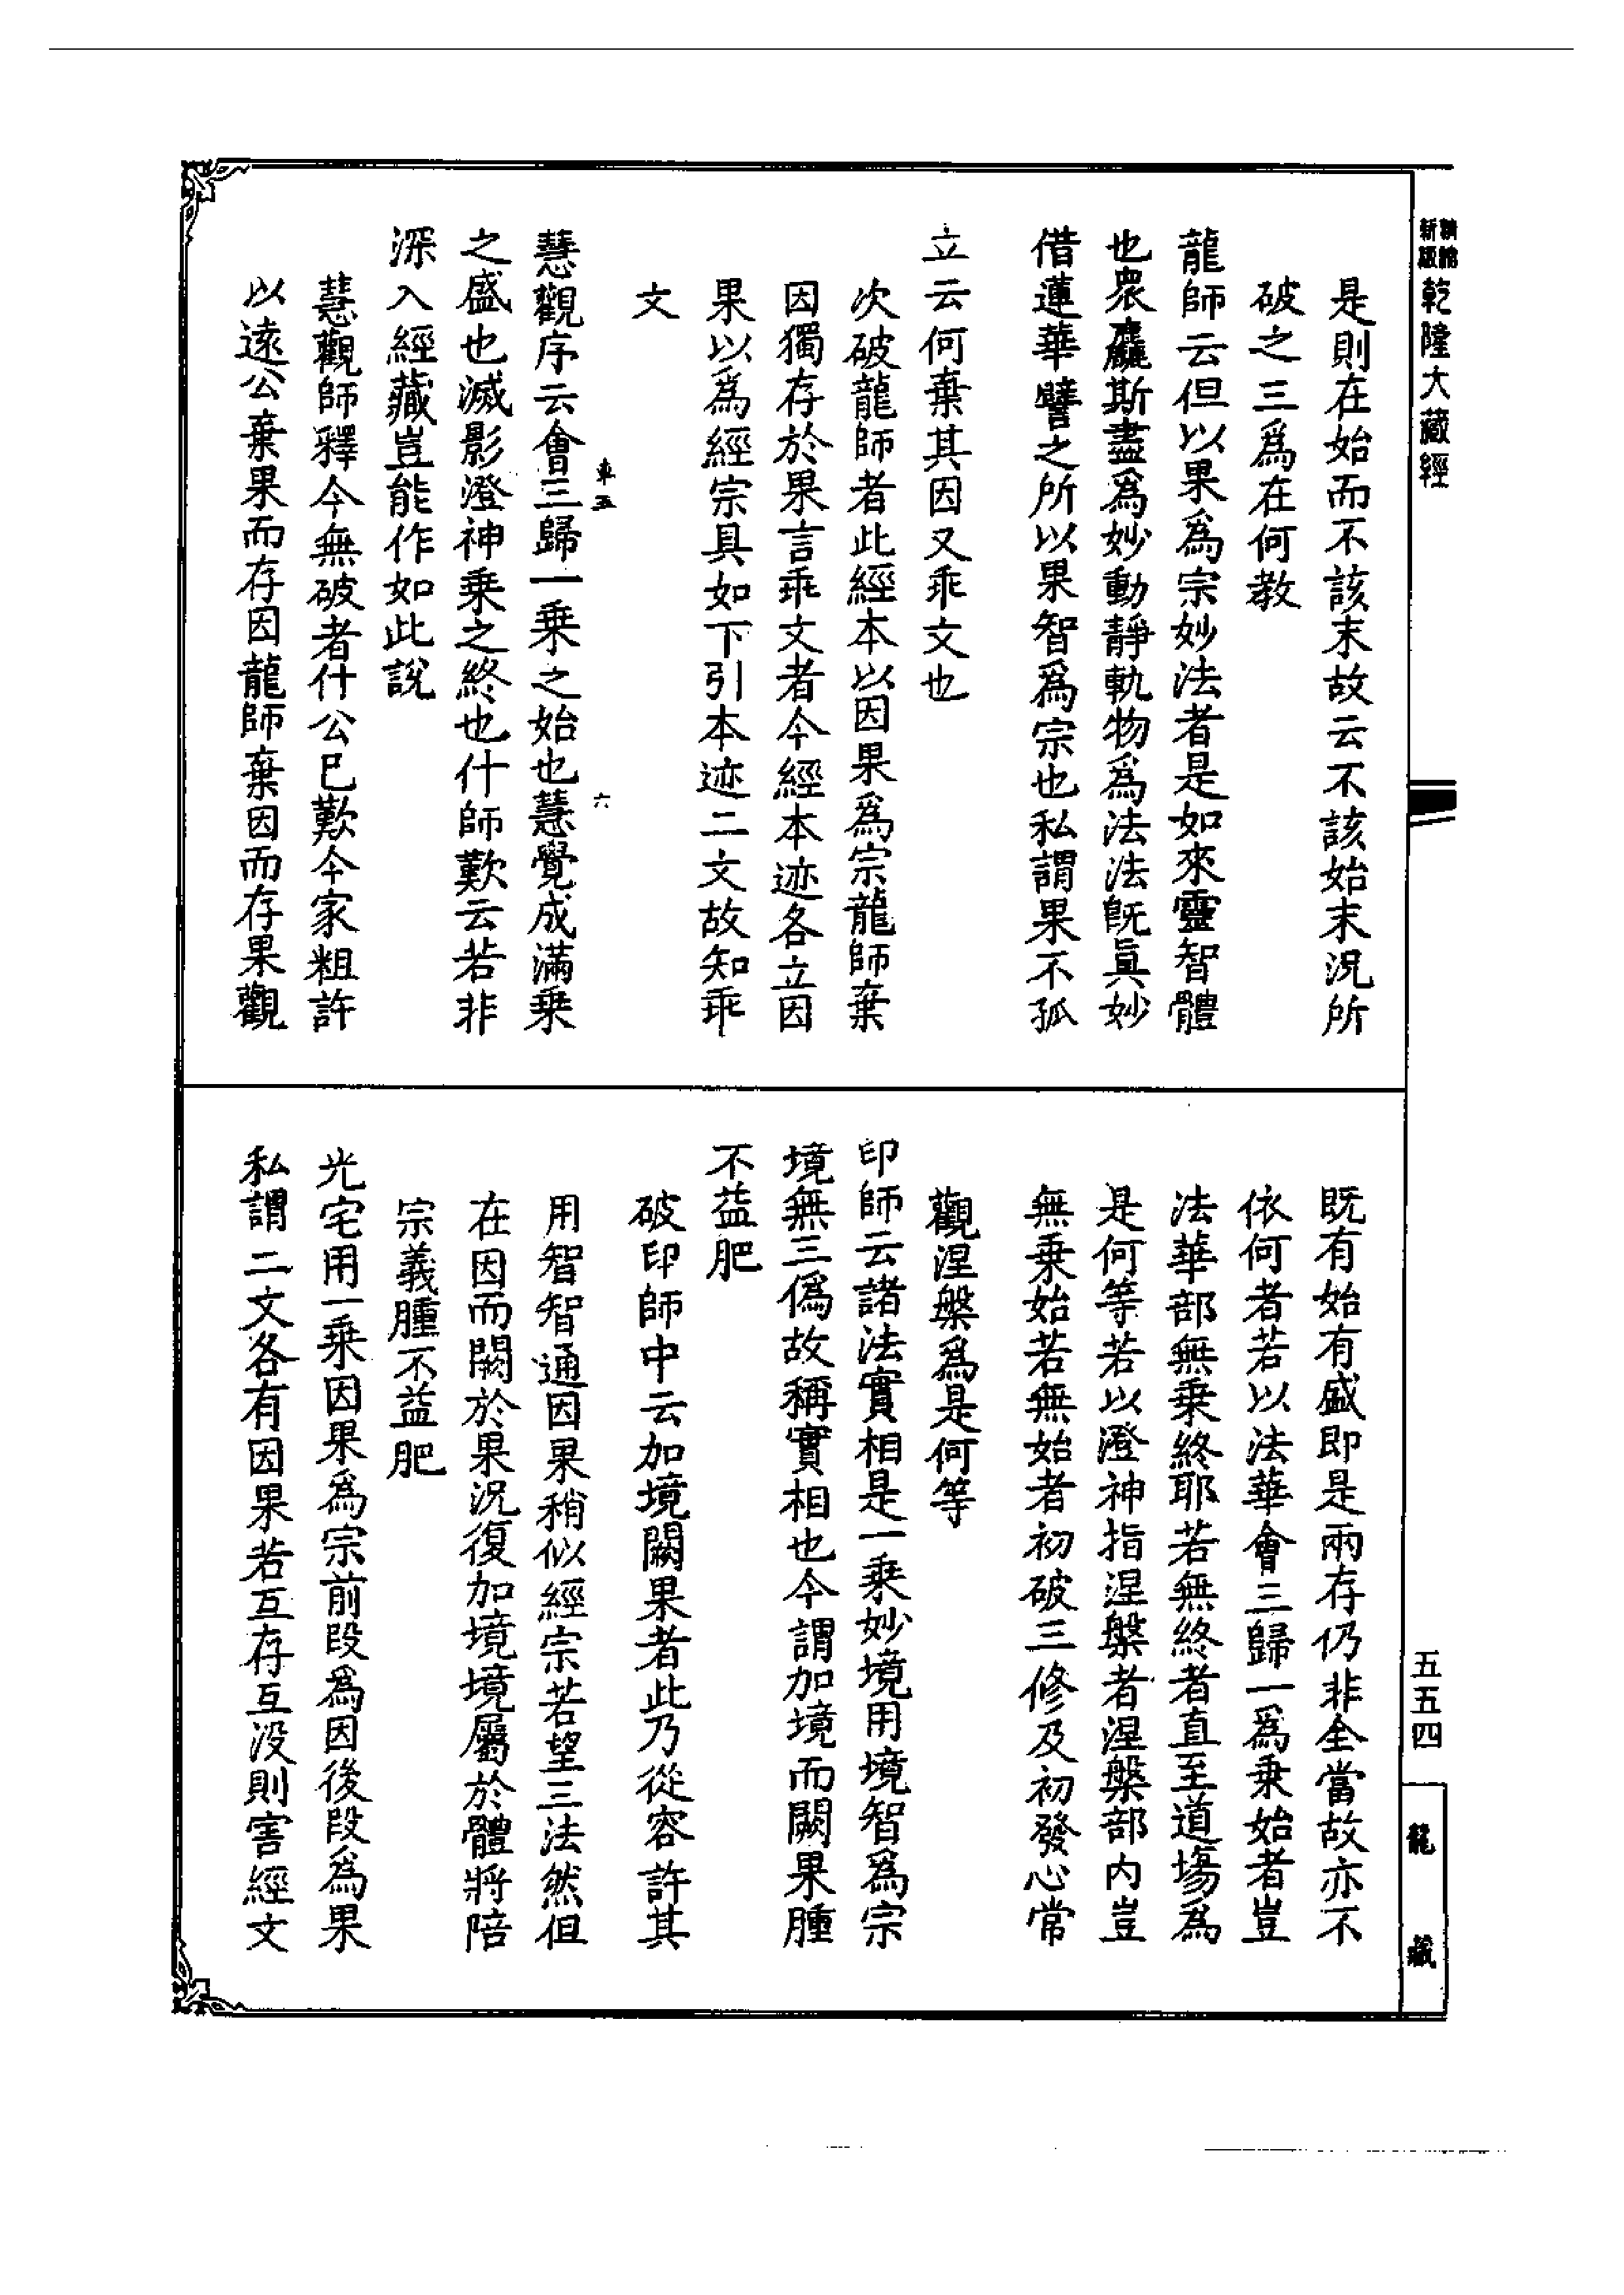 乾隆大藏經
是則在始而不該末故云不該始末況所
破之三爲在何教
龍師云但以果爲宗妙法者是如來靈智體
也衆麤斯盡爲妙動靜軌物爲法法旣眞妙
借蓮華譬之所以果智爲宗也私謂果不孤
立云何棄其因又乖文也
次破龍師者此經本以因果爲宗龍師棄
因獨存於果言乖文者今經本迹各立因
果以爲經宗具如下引本迹二文故知乖
文
車五
六
慧觀序云會三歸一乗之始也慧覺成滿乗
之盛也滅影澄神乗之終也什師歎云若非
深入經藏豈能作如此說
慧觀師釋今無破者什公巳歎今家粗許
以遠公棄果而存因龍師棄因而存果觀
既有始有盛即是兩存仍非全當故亦不
依何者若以法華會三歸一爲乗始者豈
法華部無乗終耶若無終者直至道場爲
是何等若以澄神指涅槃者涅槃部内豈
無乗始若無始者初破三修及初發心常
觀涅槃爲是何等
印師云諸法實相是一乗妙境用境智爲宗
境無三僞故稱實相也今謂加境而闕果腫
不益肥
破印師中云加境闕果者此乃從容許其
用智智通因果稍似經宗若望三法然但
在因而闕於果況復加境境屬於體將陪
宗義腫不益肥
光宅用一乗因果爲宗前段爲因後段爲果
私謂二文各有因果若互存互没則害經文
五五四
龍藏